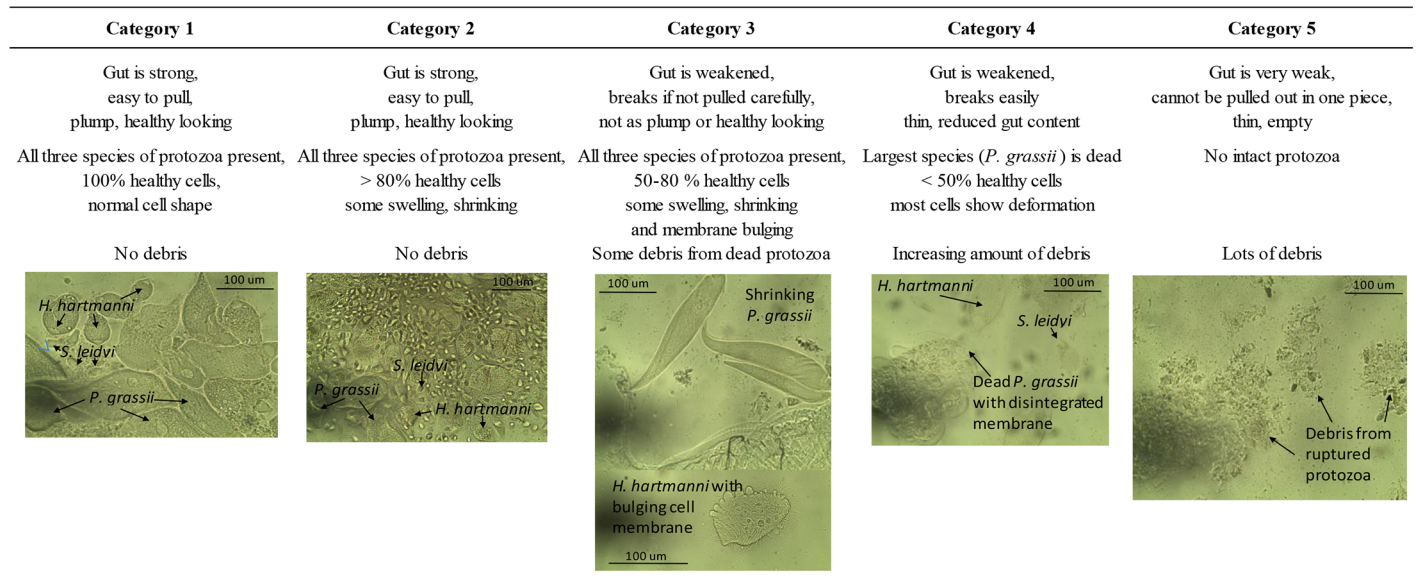 Category 1
Gut is strong,
easy to pull,
plump, healthy looking
All three species of protozoa present,
100% healthy cells,
normal cell shape
No debris
100 um
H. hartmanni
S. leidvi
P. grassii
Category 2
Gut is strong,
easy to pull,
plump, healthy looking
All three species of protozoa present,
> 80% healthy cells
some swelling, shrinking
No debris
100 um
S. leidvi
P. grassii
H. hartmanni
Category 3
Gut is weakened,
breaks if not pulled carefully,
not as plump or healthy looking
All three species of protozoa present,
50-80 % healthy cells
some swelling, shrinking
and membrane bulging
Some debris from dead protozoa
100 um
Shrinking
P. grassii
H. hartmanni with
bulging cell
membrane
100 um
Category 4
Gut is weakened,
breaks easily
thin, reduced gut content
Largest species (P. grassii ) is dead
< 50% healthy cells
most cells show deformation
Increasing amount of debris
100 um
H. hartmanni
S. leidvi
Dead P. grassii
with disintegrated
membrane
Category 5
Gut is very weak,
cannot be pulled out in one piece,
thin, empty
No intact protozoa
Lots of debris
100 um
Debris from
ruptured
protozoa